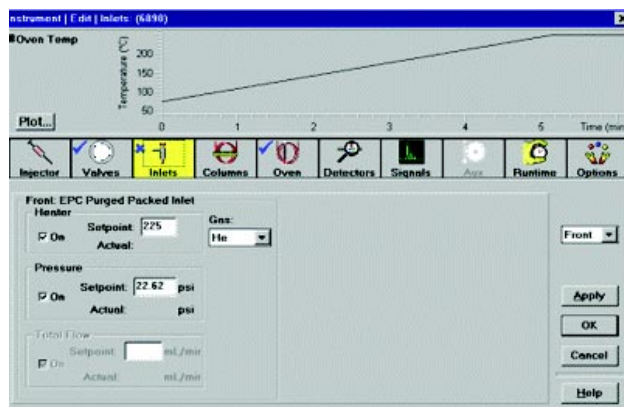 nstrument | Edit | Inlets: (6890)
Oven Temp
Temperature (°C)
200
150
100
50
Plot...
0 1 2 3 4 5 Time (min
Injector Valves Inlets Columns Oven Detectors Signals Aux Runtime Options
Front: EPC Purged Packed Inlet
Heater
On Setpoint: 225
Actual:
Gas:
He
Front
Pressure
On Setpoint: 22.62 psi
Actual: psi
Apply
OK
Total Flow
On Setpoint: mL/min
Actual: mL/min
Cancel
Help